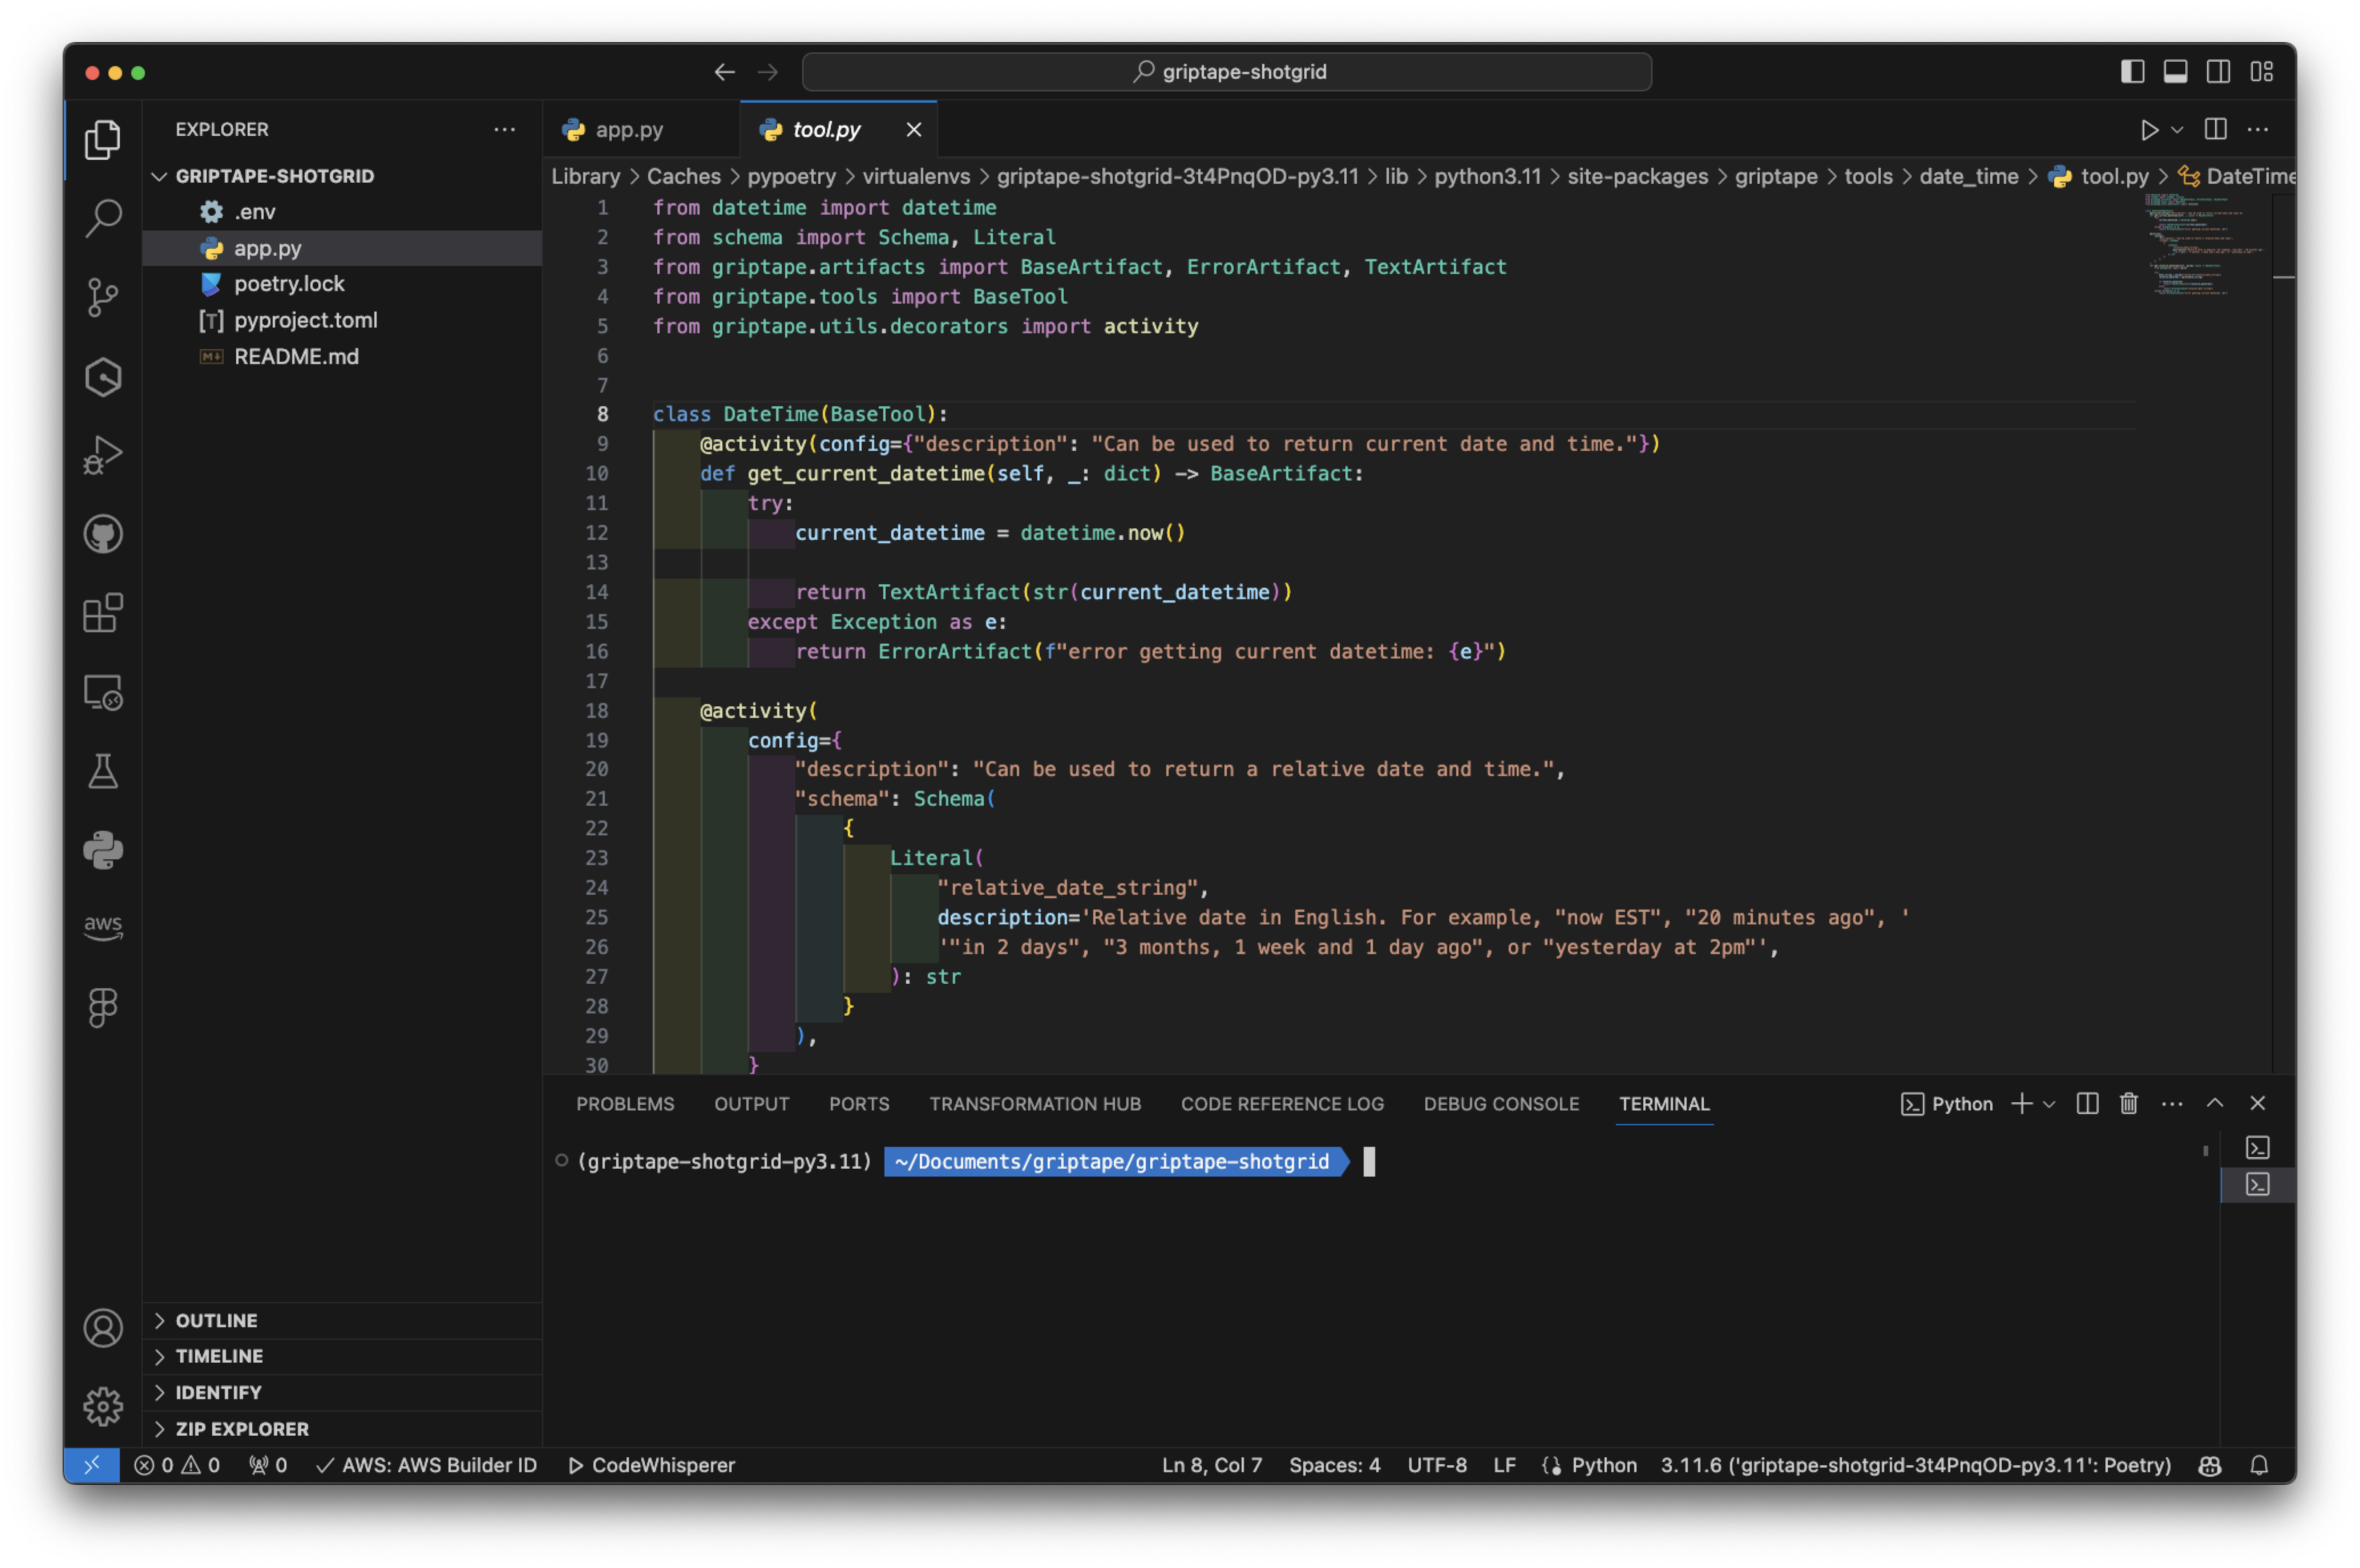 griptape-shotgrid
EXPLORER
GRIPTAPE-SHOTGRID
.env
app.py
poetry.lock
[T] pyproject.toml
M↓ README.md
aws
OUTLINE
TIMELINE
IDENTIFY
ZIP EXPLORER
app.py
tool.py
Library > Caches > pypoetry > virtualenvs > griptape-shotgrid-3t4PnqOD-py3.11 > lib > python3.11 > site-packages > griptape > tools > date_time > tool.py > DateTime
1 from datetime import datetime
2 from schema import Schema, Literal
3 from griptape.artifacts import BaseArtifact, ErrorArtifact, TextArtifact
4 from griptape.tools import BaseTool
5 from griptape.utils.decorators import activity
6
7
8 class DateTime(BaseTool):
9     @activity(config={"description": "Can be used to return current date and time."})
10     def get_current_datetime(self, _: dict) -> BaseArtifact:
11         try:
12             current_datetime = datetime.now()
13
14             return TextArtifact(str(current_datetime))
15         except Exception as e:
16             return ErrorArtifact(f"error getting current datetime: {e}")
17
18     @activity(
19         config={
20             "description": "Can be used to return a relative date and time.",
21             "schema": Schema(
22                 {
23                     Literal(
24                         "relative_date_string",
25                         description='Relative date in English. For example, "now EST", "20 minutes ago", '
26                         '"in 2 days", "3 months, 1 week and 1 day ago", or "yesterday at 2pm"',
27                     ): str
28                 }
29             ),
30         }
PROBLEMS OUTPUT PORTS TRANSFORMATION HUB CODE REFERENCE LOG DEBUG CONSOLE TERMINAL Python
(griptape-shotgrid-py3.11) ~/Documents/griptape/griptape-shotgrid
0 0 0 AWS: AWS Builder ID CodeWhisperer Ln 8, Col 7 Spaces: 4 UTF-8 LF Python 3.11.6 ('griptape-shotgrid-3t4PnqOD-py3.11': Poetry)